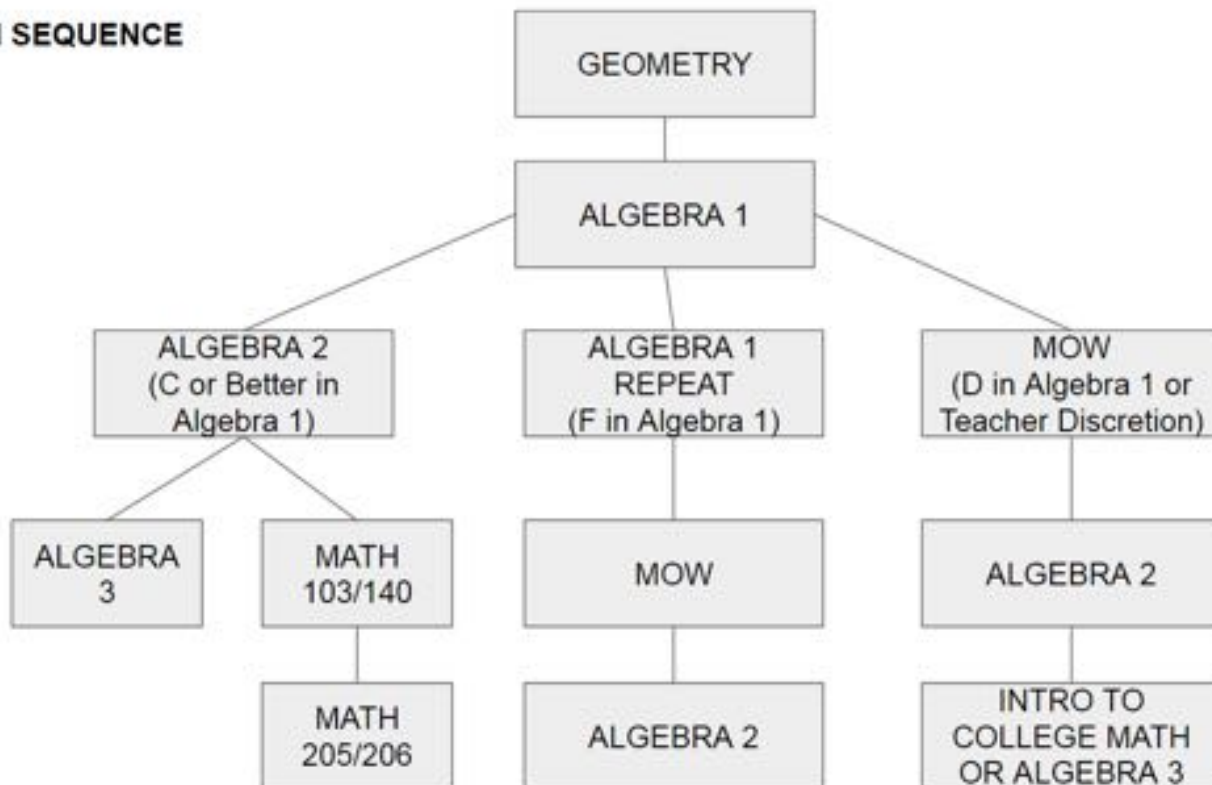 SEQUENCE
GEOMETRY
ALGEBRA 1
ALGEBRA 2
(C or Better in
Algebra 1)
ALGEBRA 1
REPEAT
(F in Algebra 1)
MOW
(D in Algebra 1 or
Teacher Discretion)
ALGEBRA
3
MATH
103/140
MOW
ALGEBRA 2
MATH
205/206
ALGEBRA 2
INTRO TO
COLLEGE MATH
OR ALGEBRA 3